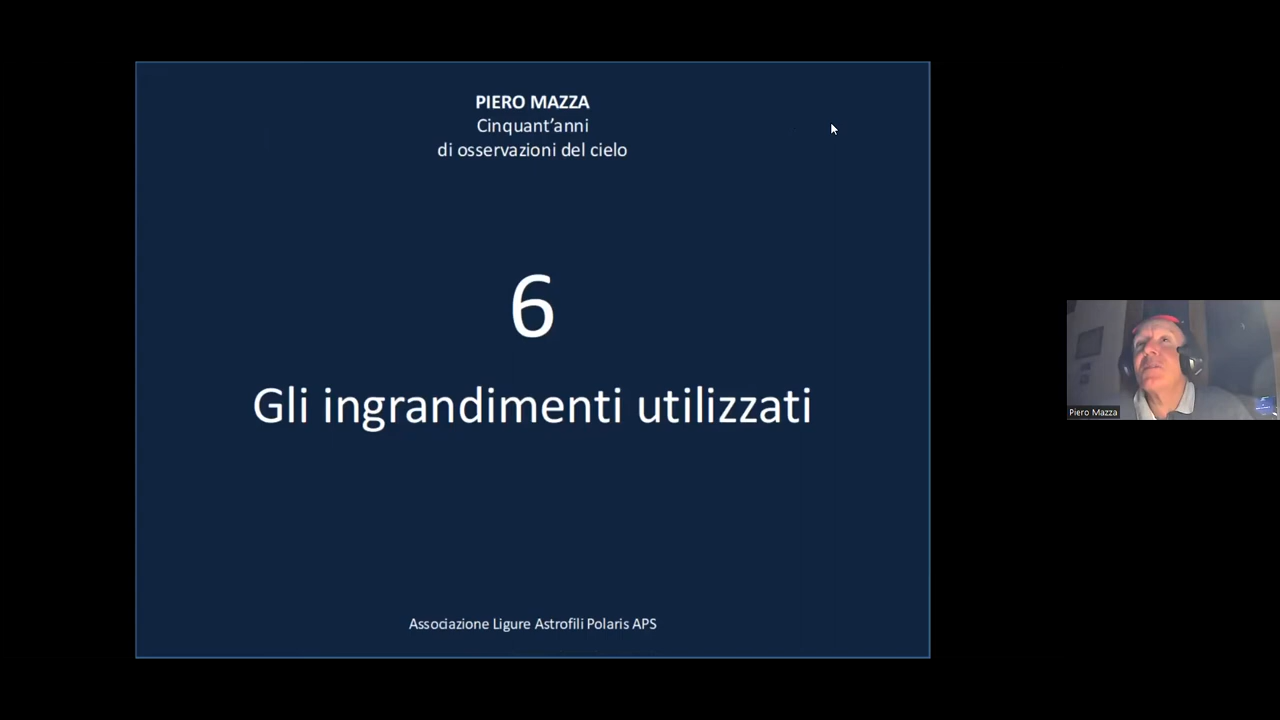 PIERO MAZZA
Cinquant'anni
di osservazioni del cielo
6
Gli ingrandimenti utilizzati
Associazione Ligure Astrofili Polaris APS
Piero Mazza